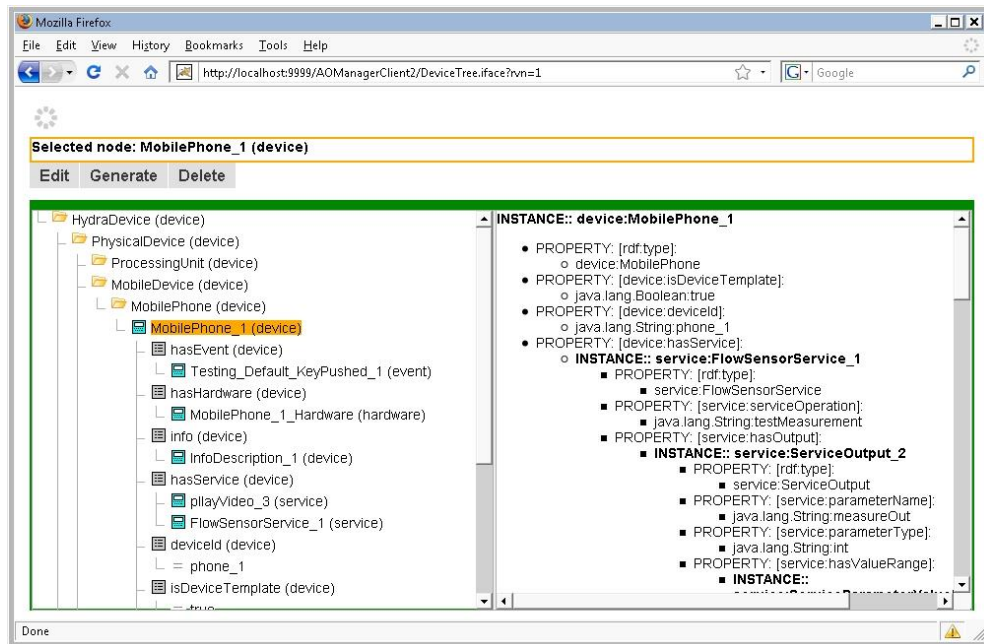 Mozilla Firefox
File Edit View History Bookmarks Tools Help
http://localhost:9999/AOManagerClient2/DeviceTree.iface?rvn=1
G Google
Selected node: MobilePhone_1 (device)
Edit Generate Delete
HydraDevice (device)
PhysicalDevice (device)
ProcessingUnit (device)
MobileDevice (device)
MobilePhone (device)
MobilePhone_1 (device)
hasEvent (device)
Testing_Default_KeyPushed_1 (event)
hasHardware (device)
MobilePhone_1_Hardware (hardware)
info (device)
InfoDescription_1 (device)
hasService (device)
pllayVideo_3 (service)
FlowSensorService_1 (service)
deviceId (device)
= phone_1
isDeviceTemplate (device)
= true
INSTANCE:: device:MobilePhone_1
PROPERTY: [rdf:type]:
device:MobilePhone
PROPERTY: [device:isDeviceTemplate]:
java.lang.Boolean:true
PROPERTY: [device:deviceId]:
java.lang.String:phone_1
PROPERTY: [device:hasService]:
INSTANCE:: service:FlowSensorService_1
PROPERTY: [rdf:type]:
service:FlowSensorService
PROPERTY: [service:serviceOperation]:
java.lang.String:testMeasurement
PROPERTY: [service:hasOutput]:
INSTANCE:: service:ServiceOutput_2
PROPERTY: [rdf:type]:
service:ServiceOutput
PROPERTY: [service:parameterName]:
java.lang.String:measureOut
PROPERTY: [service:parameterType]:
java.lang.String:int
PROPERTY: [service:hasValueRange]:
INSTANCE::
Done